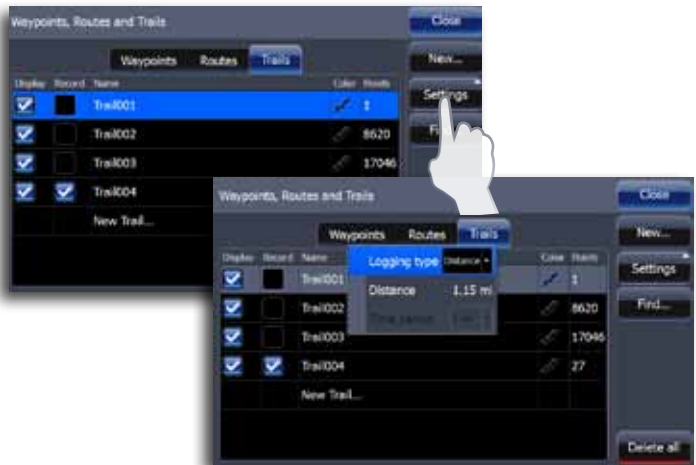 Waypoints, Routes and Trails Close
Waypoints Routes Trails New...
Display Record Name Color Points
Trail001 1 Settings
Trail002 8620
Trail003 17046
Trail004
New Trail...
Waypoints, Routes and Trails Close
Waypoints Routes Trails New...
Display Record Name Color Points
Logging type Distance
Trail001 1 Settings
Distance 1.15 mi
Trail002 8620 Find...
Trail003 17046
Trail004 27
New Trail...
Delete all